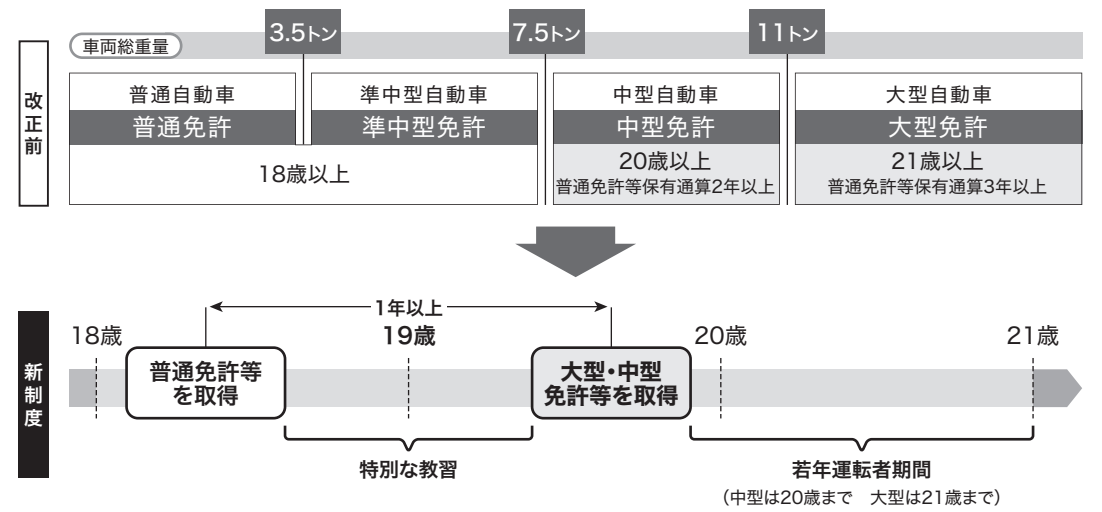 3.5トン
7.5トン
11トン
車両総重量
改正前
普通自動車
準中型自動車
中型自動車
大型自動車
普通免許
準中型免許
中型免許
大型免許
18歳以上
20歳以上
普通免許等保有通算2年以上
21歳以上
普通免許等保有通算3年以上
新制度
1年以上
18歳
19歳
20歳
21歳
普通免許等
を取得
大型・中型
免許等を取得
特別な教習
若年運転者期間
（中型は20歳まで　大型は21歳まで）